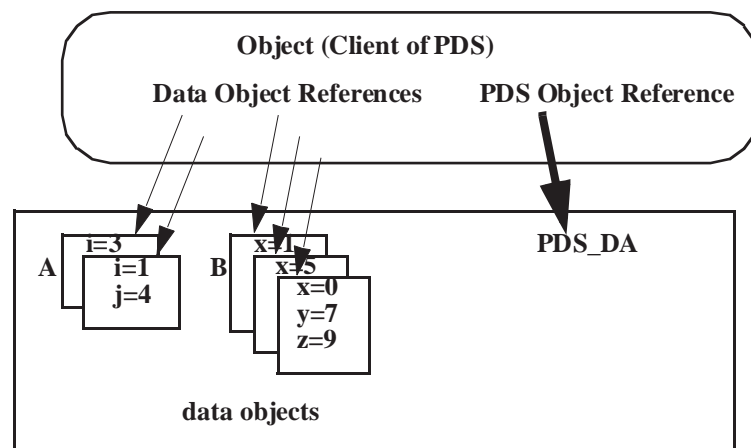 Object (Client of PDS)
Data Object References PDS Object Reference
PDS_DA
A
i=3
i=1
j=4
B
x=1
x=5
x=0
y=7
z=9
data objects